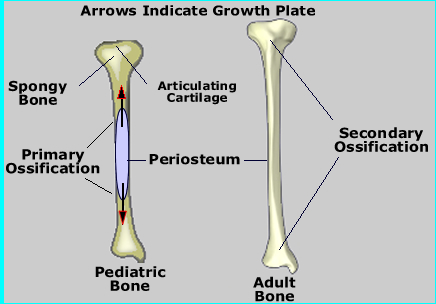 Arrows Indicate Growth Plate
Spongy
Bone
Articulating
Cartilage
Primary
Ossification
Periosteum
Secondary
Ossification
Pediatric
Bone
Adult
Bone